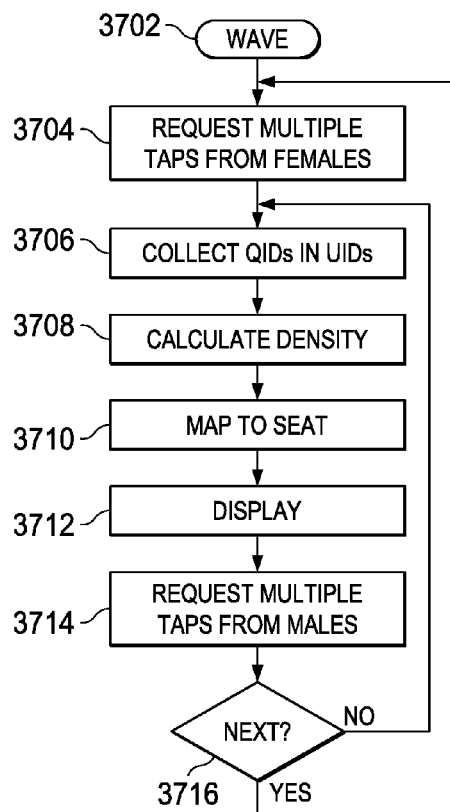 3702
WAVE
3704
REQUEST MULTIPLE
TAPS FROM FEMALES
3706
COLLECT QIDs IN UIDs
3708
CALCULATE DENSITY
3710
MAP TO SEAT
3712
DISPLAY
3714
REQUEST MULTIPLE
TAPS FROM MALES
NEXT?
NO
3716
YES